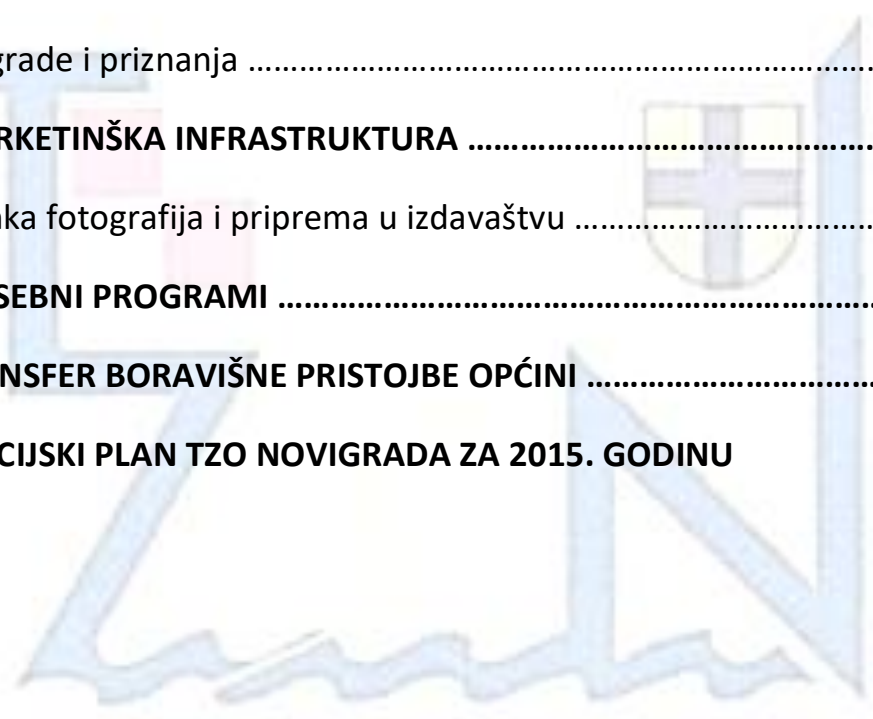 grade i priznanja ………………………………………………………………….
RKETINŠKA INFRASTRUKTURA ………………………………………….
ka fotografija i priprema u izdavaštvu ……………………………….
SEBNI PROGRAMI …………………………………………………………….
NSFER BORAVIŠNE PRISTOJBE OPĆINI …………………………….
CIJSKI PLAN TZO NOVIGRADA ZA 2015. GODINU